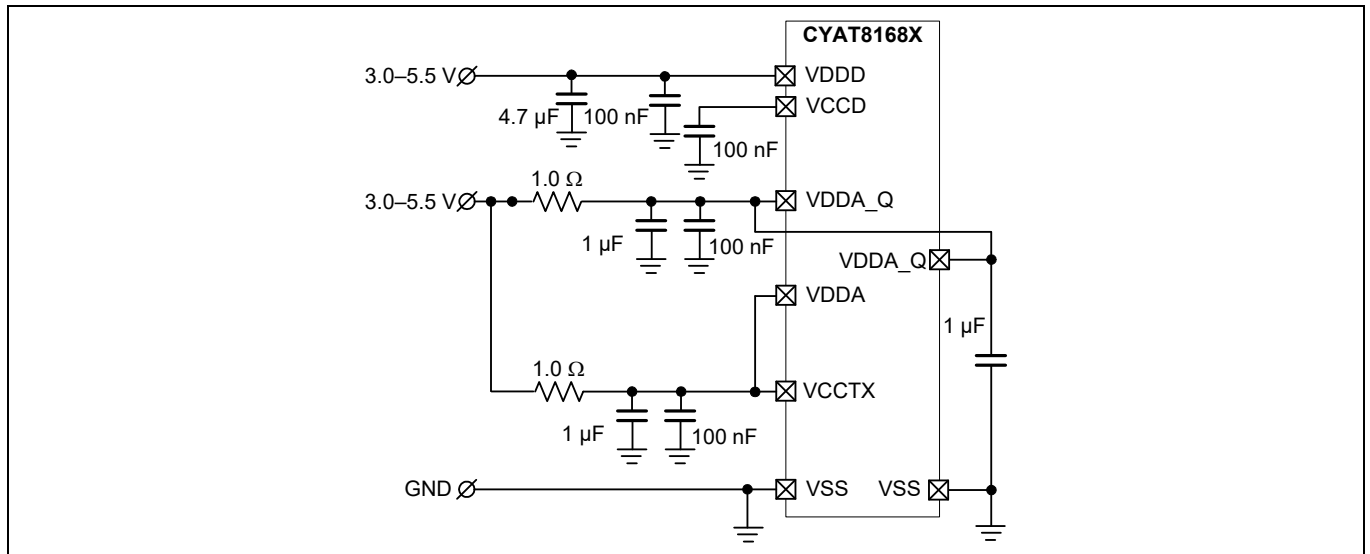 CYAT8168X
3.0–5.5 V
VDDD
VCCD
4.7 µF
100 nF
100 nF
1.0 Ω
3.0–5.5 V
VDDA_Q
1 µF
100 nF
VDDA_Q
VDDA
1 µF
1.0 Ω
VCCTX
1 µF
100 nF
GND
VSS
VSS